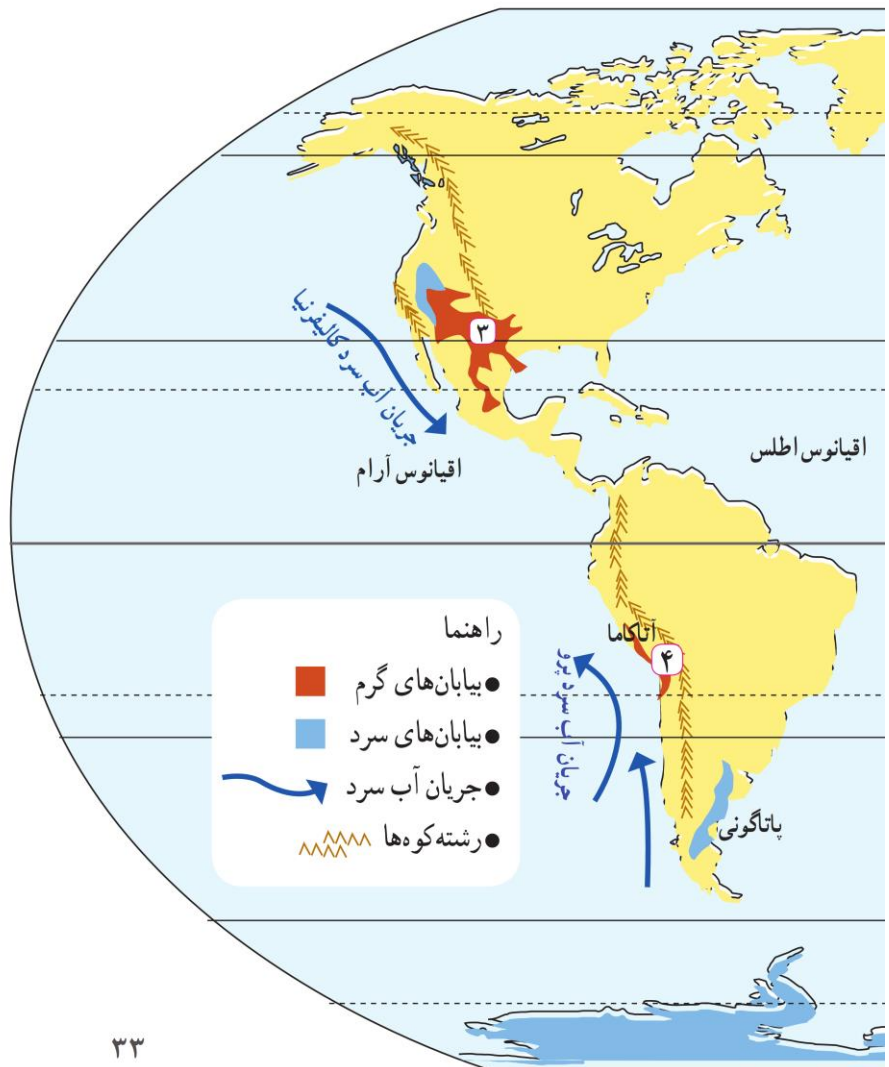 ۳
جریان آب سرد کالیفرنیا
اقیانوس آرام
اقیانوس اطلس
آتاکاما
۴
جریان آب سرد پرو
پاتاگونی
راهنما
● بیابان‌های گرم
● بیابان‌های سرد
● جریان آب سرد
● رشته‌کوه‌ها
۳۳